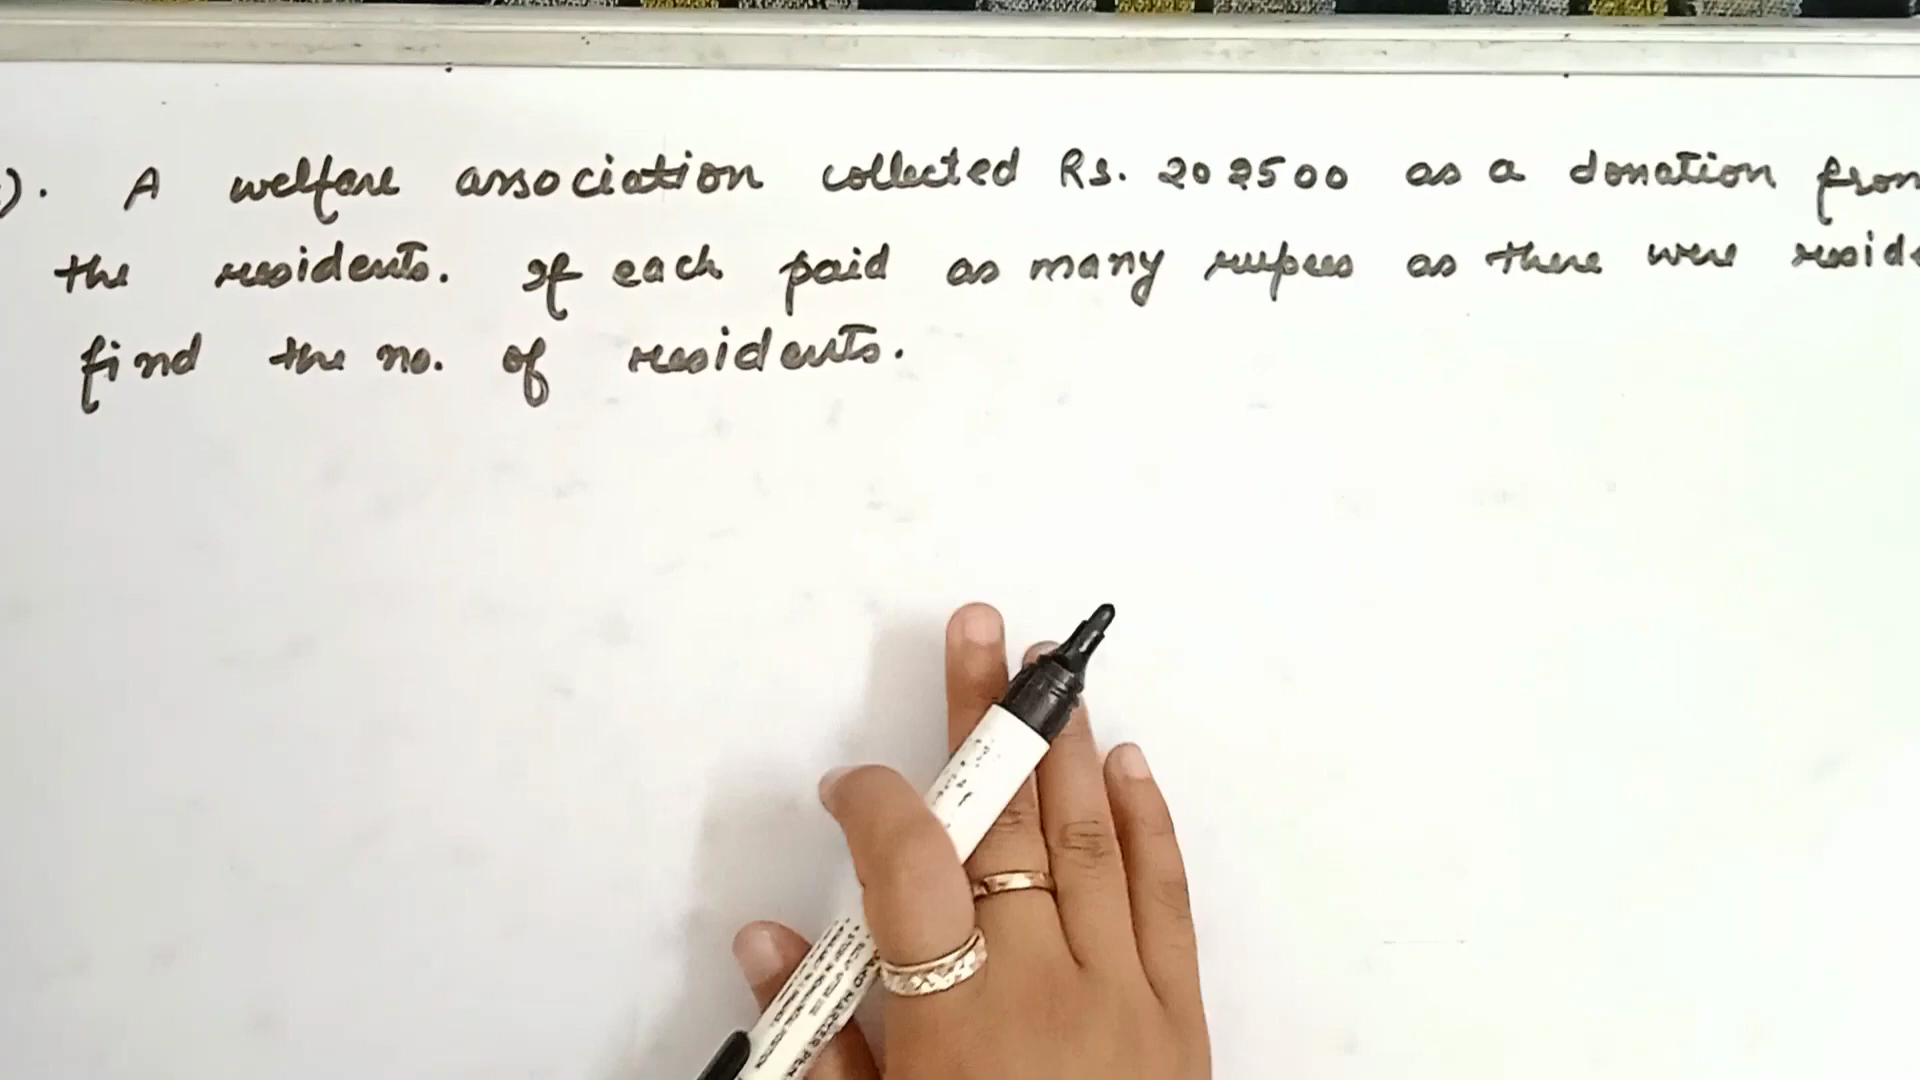 ). A welfare association collected Rs. 202500 as a donation from
the residents. If each paid as many rupees as there were
find the no. of residents.